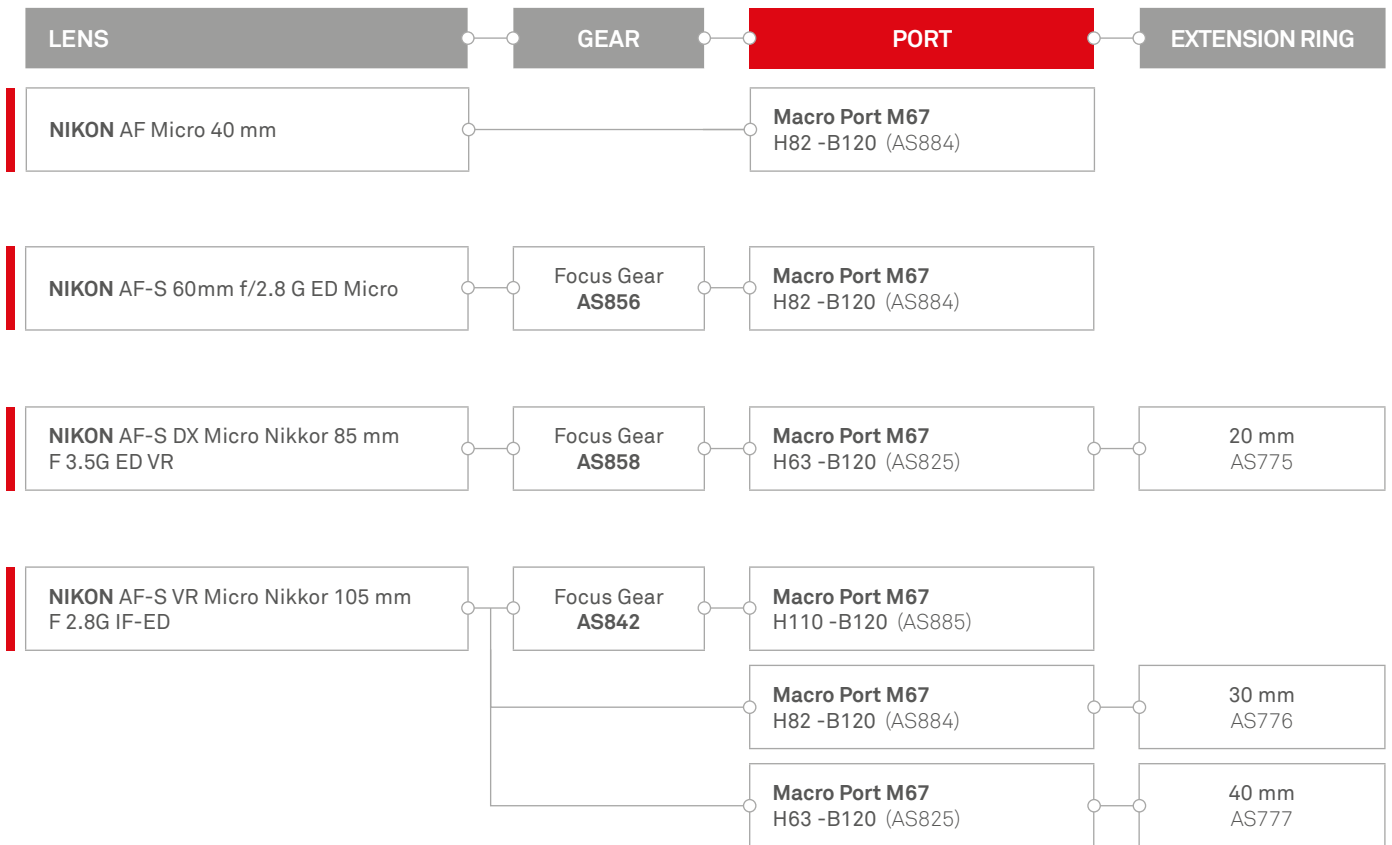 LENS GEAR PORT EXTENSION RING
NIKON AF Micro 40 mm
Macro Port M67
H82 -B120 (AS884)
NIKON AF-S 60mm f/2.8 G ED Micro
Focus Gear
AS856
Macro Port M67
H82 -B120 (AS884)
NIKON AF-S DX Micro Nikkor 85 mm
F 3.5G ED VR
Focus Gear
AS858
Macro Port M67
H63 -B120 (AS825)
20 mm
AS775
NIKON AF-S VR Micro Nikkor 105 mm
F 2.8G IF-ED
Focus Gear
AS842
Macro Port M67
H110 -B120 (AS885)
Macro Port M67
H82 -B120 (AS884)
30 mm
AS776
Macro Port M67
H63 -B120 (AS825)
40 mm
AS777